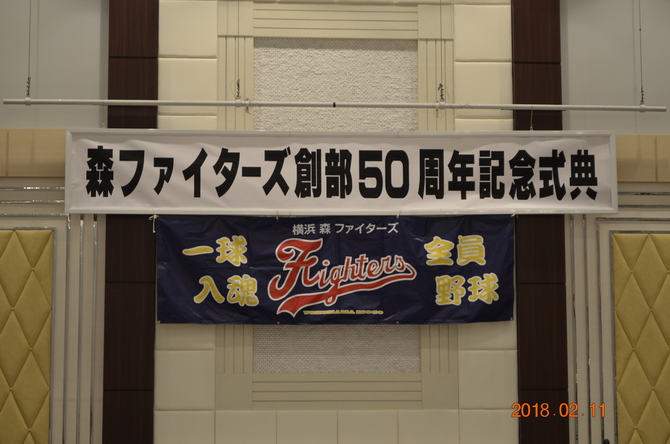 森ファイターズ創部50周年記念式典
横浜 森 ファイターズ
一球
入魂
Fighters
全員
野球
2018.02.11